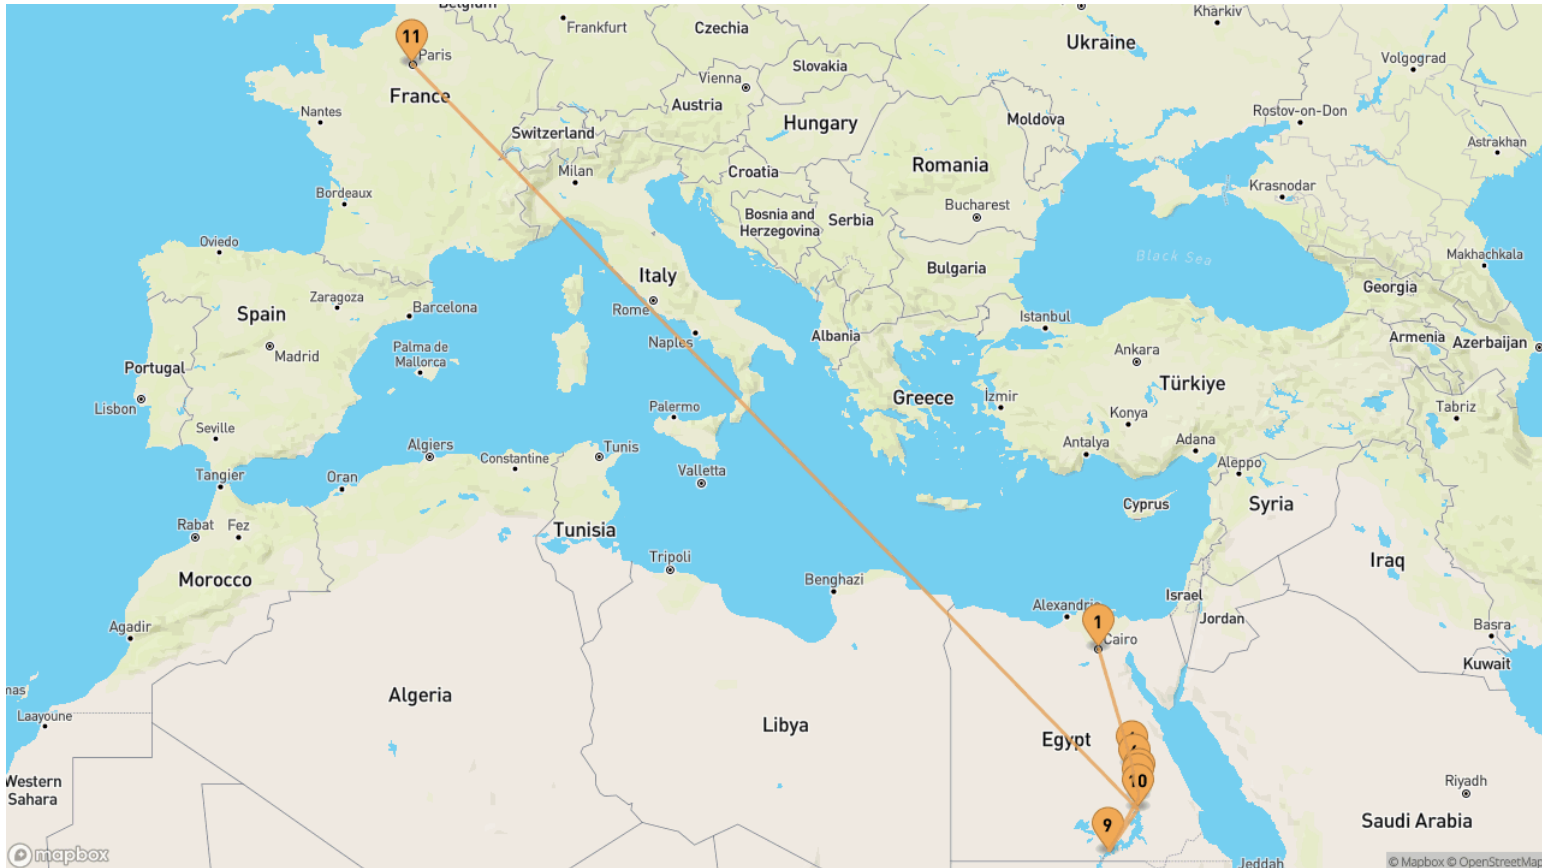 Belgium
Kharkiv
11
Frankfurt
Czechia
Ukraine
Paris
Slovakia
Volgograd
Vienna
France
Austria
Nantes
Hungary
Moldova
Rostov-on-Don
Switzerland
Astrakhan
Milan
Croatia
Romania
Krasnodar
Bordeaux
Bucharest
Bosnia and
Herzegovina
Serbia
Oviedo
Black Sea
Makhachkala
Italy
Bulgaria
Georgia
Zaragoza
Spain
Barcelona
Rome
Istanbul
Albania
Armenia
Azerbaijan
Naples
Palma de
Mallorca
Madrid
Ankara
Portugal
Türkiye
Greece
İzmir
Lisbon
Palermo
Konya
Tabriz
Seville
Algiers
Tunis
Antalya
Adana
Constantine
Aleppo
Tangier
Oran
Valletta
Cyprus
Syria
Rabat
Fez
Tunisia
Tripoli
Iraq
Morocco
Benghazi
Israel
Alexandria
Jordan
1
Agadir
Cairo
Basra
Kuwait
mas
Algeria
Laayoune
Libya
Egypt
Western
Sahara
10
Riyadh
9
Saudi Arabia
mapbox
Jeddah
© Mapbox © OpenStreetMap